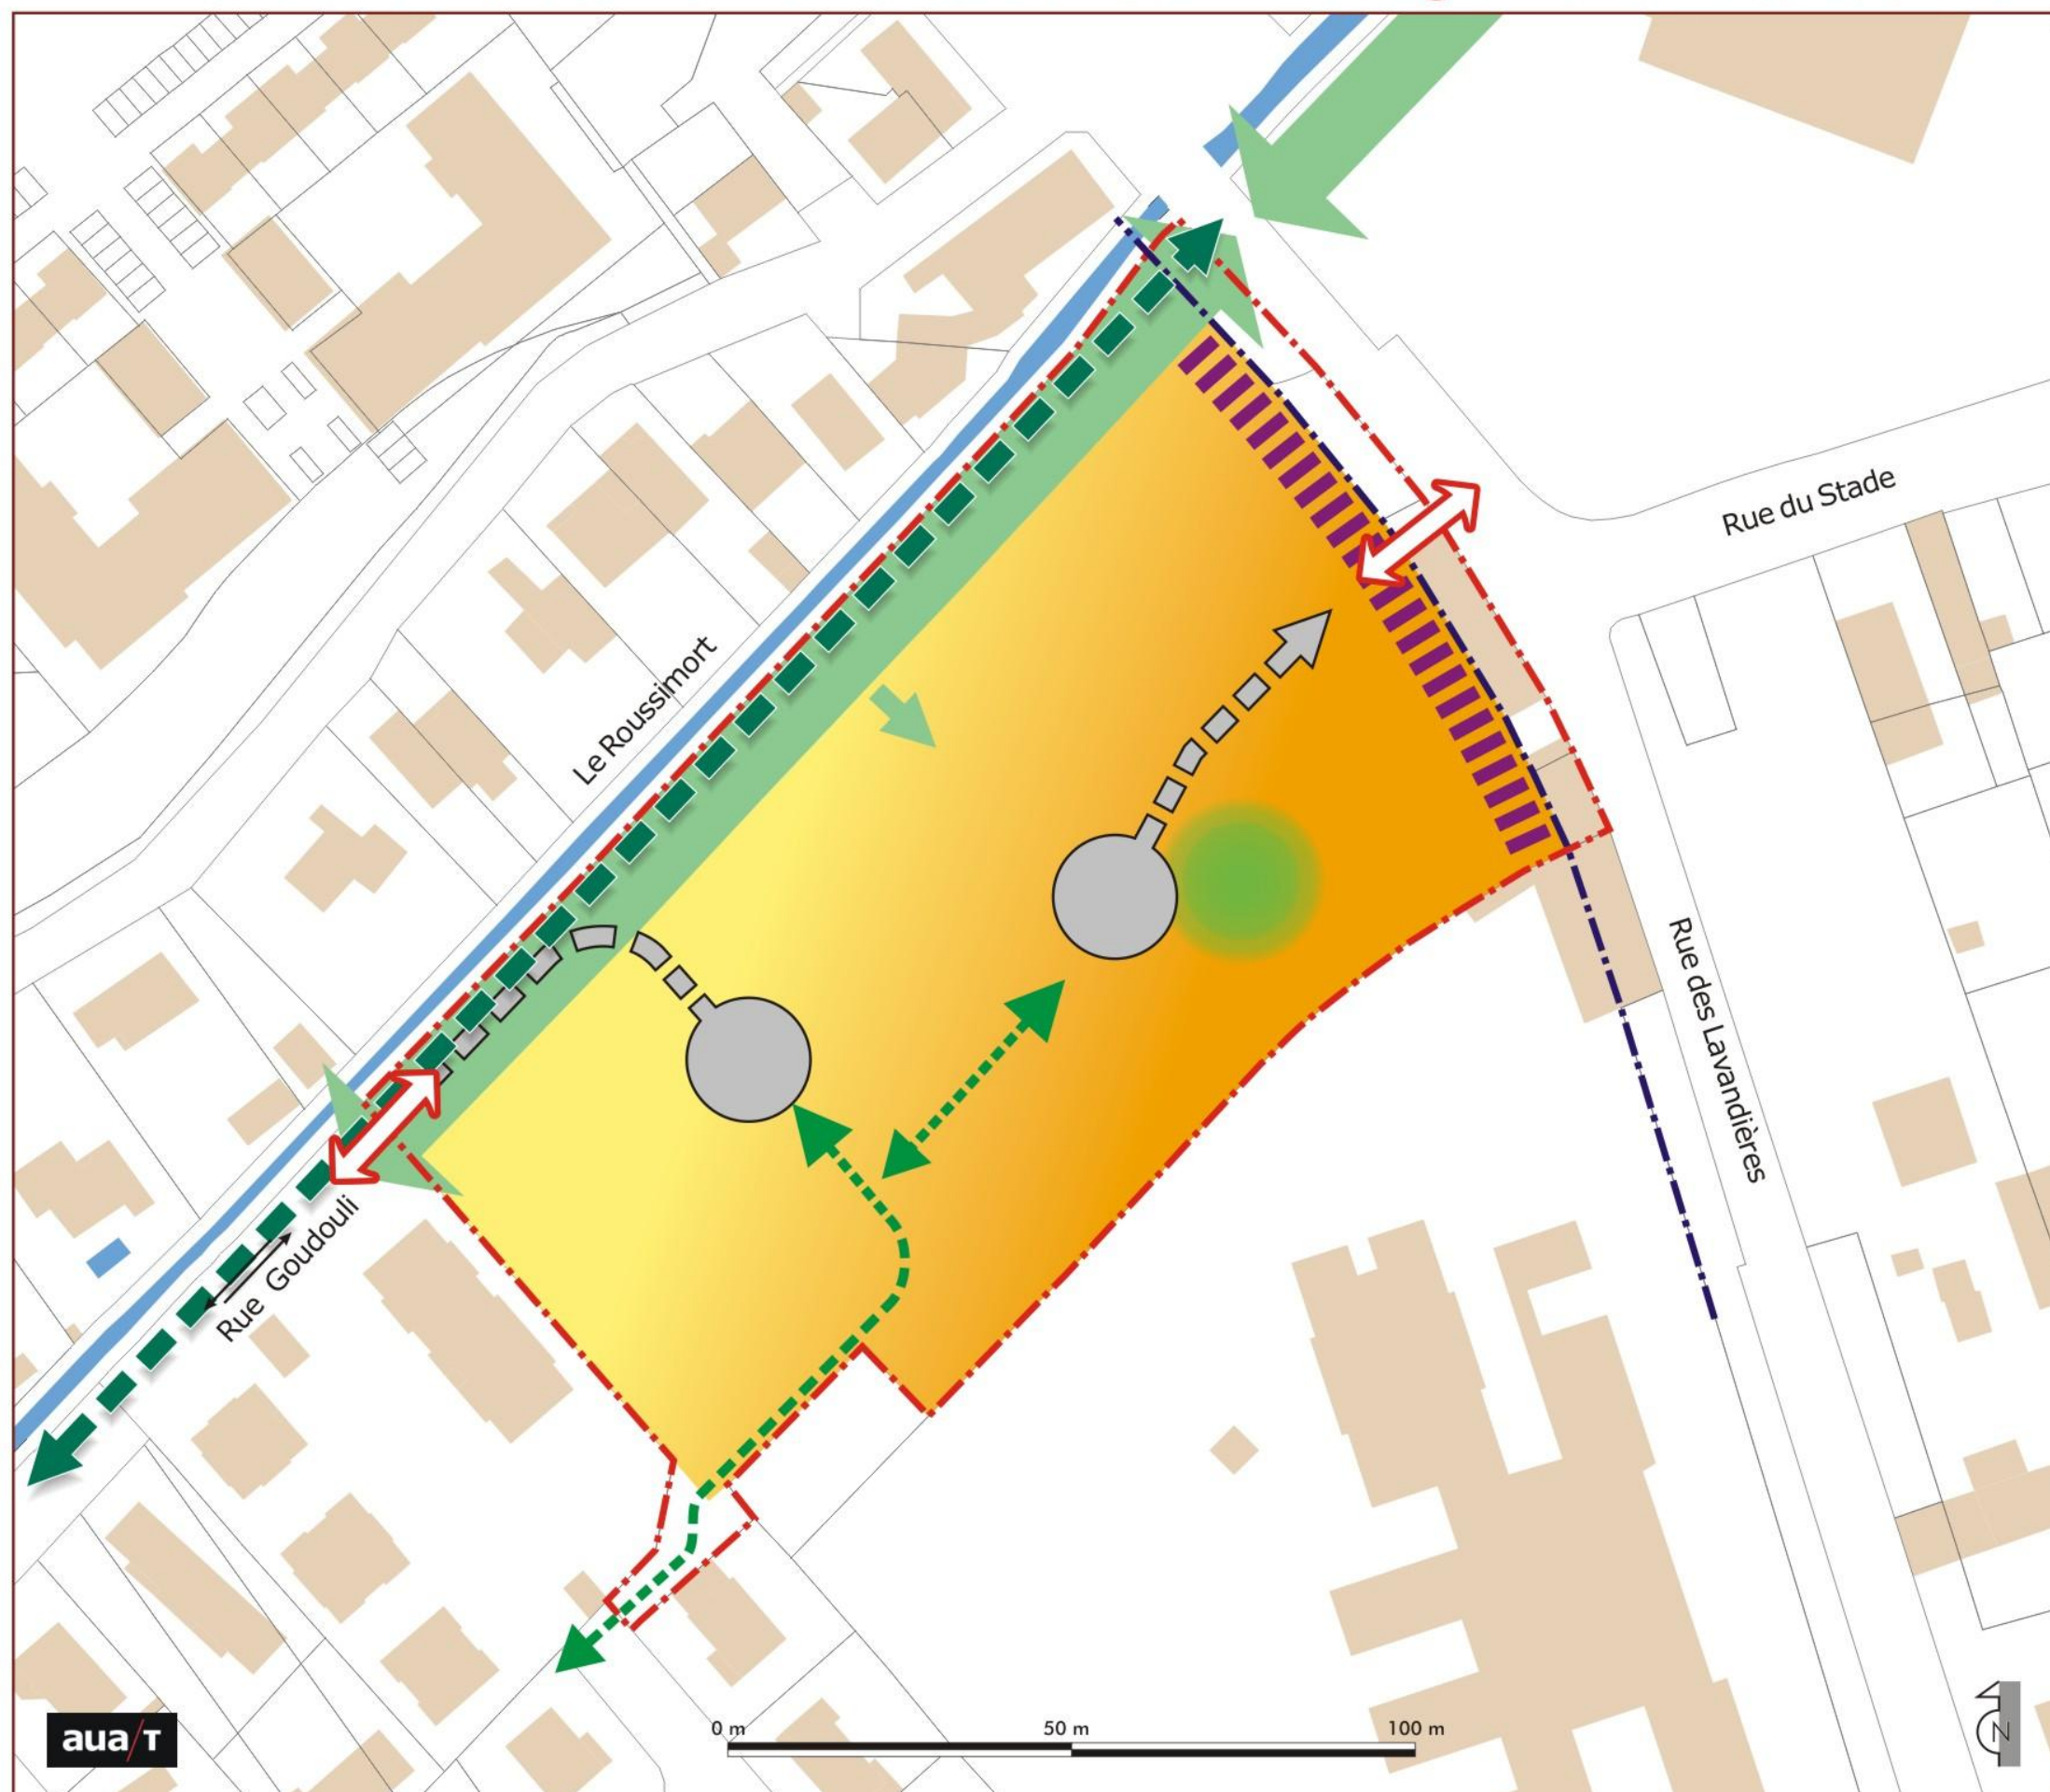 Rue du Stade
Le Roussimort
Rue des Lavandières
Rue Goudouli
0 m 50 m 100 m
aua/T
N